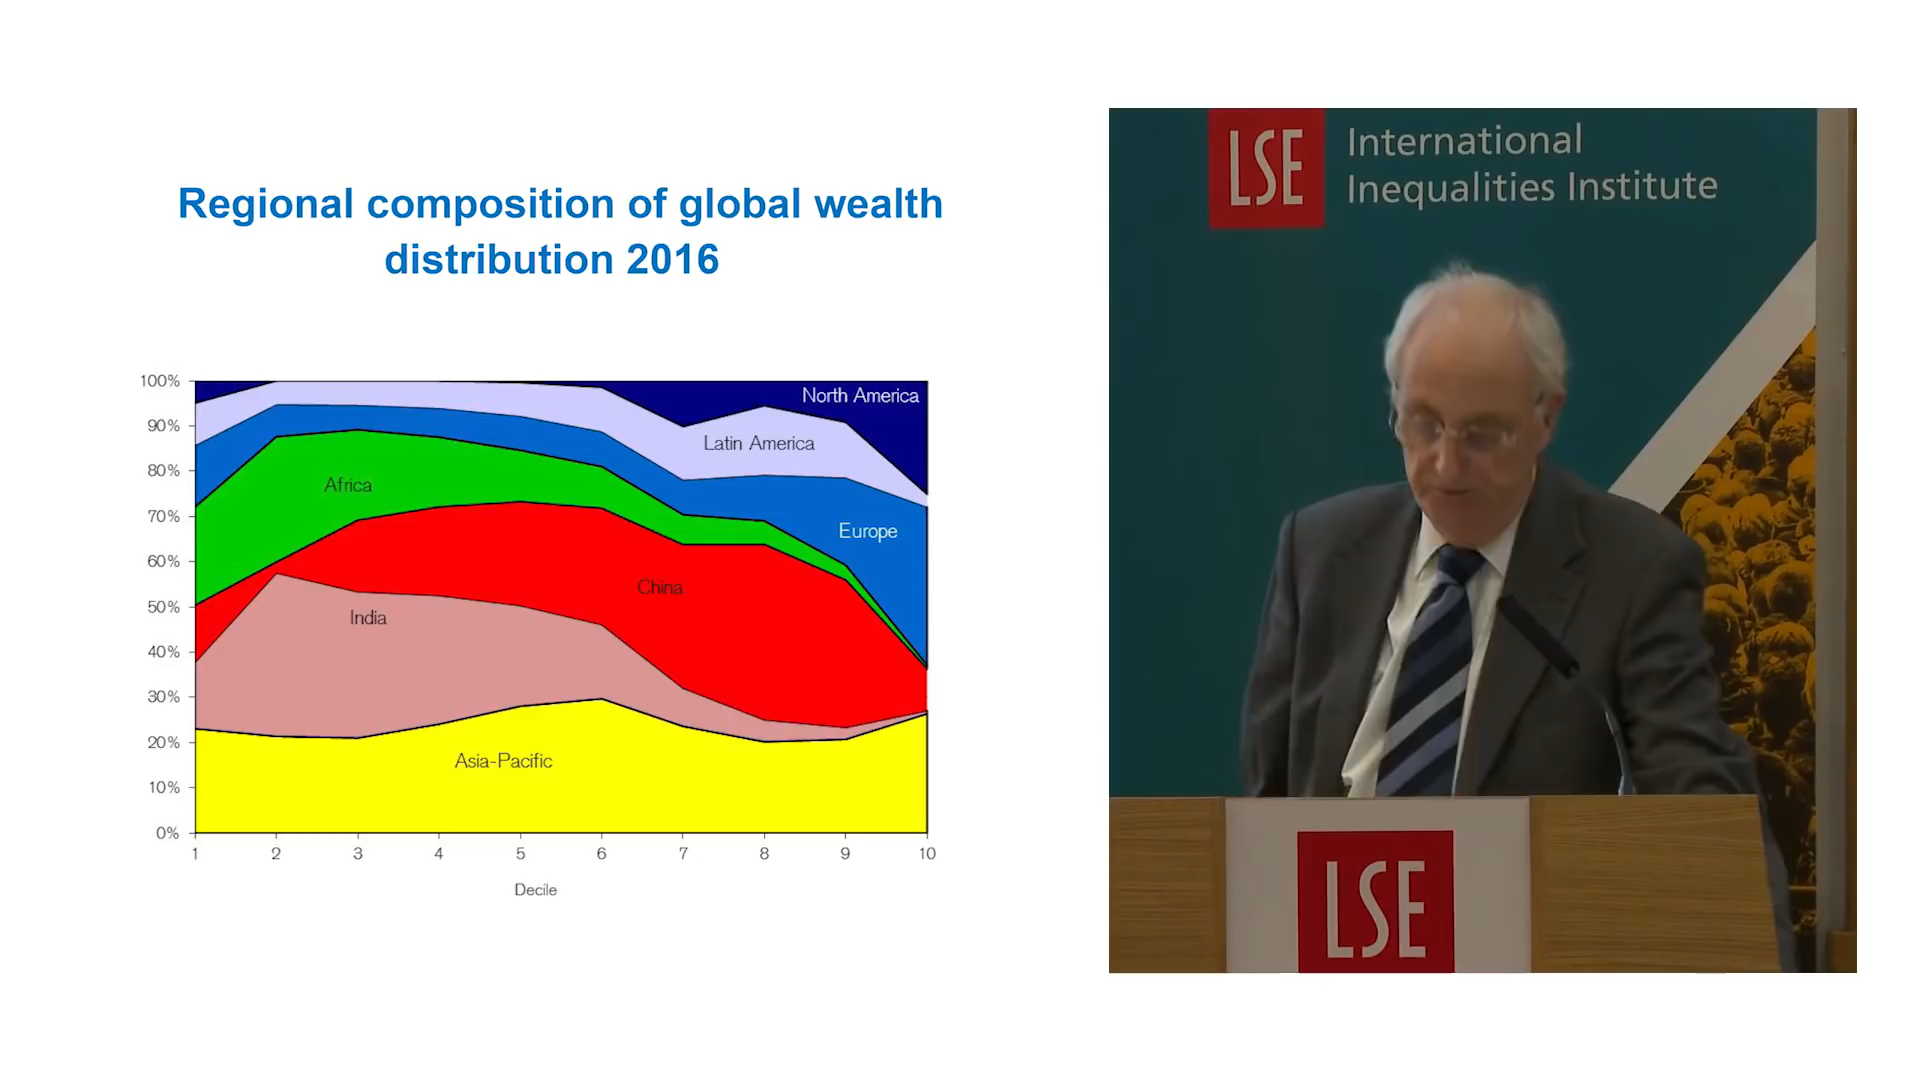 Regional composition of global wealth
distribution 2016
100%
90%
80%
70%
60%
50%
40%
30%
20%
10%
0%
North America
Latin America
Europe
Africa
China
India
Asia-Pacific
1 2 3 4 5 6 7 8 9 10
Decile
LSE
International
Inequalities Institute
LSE